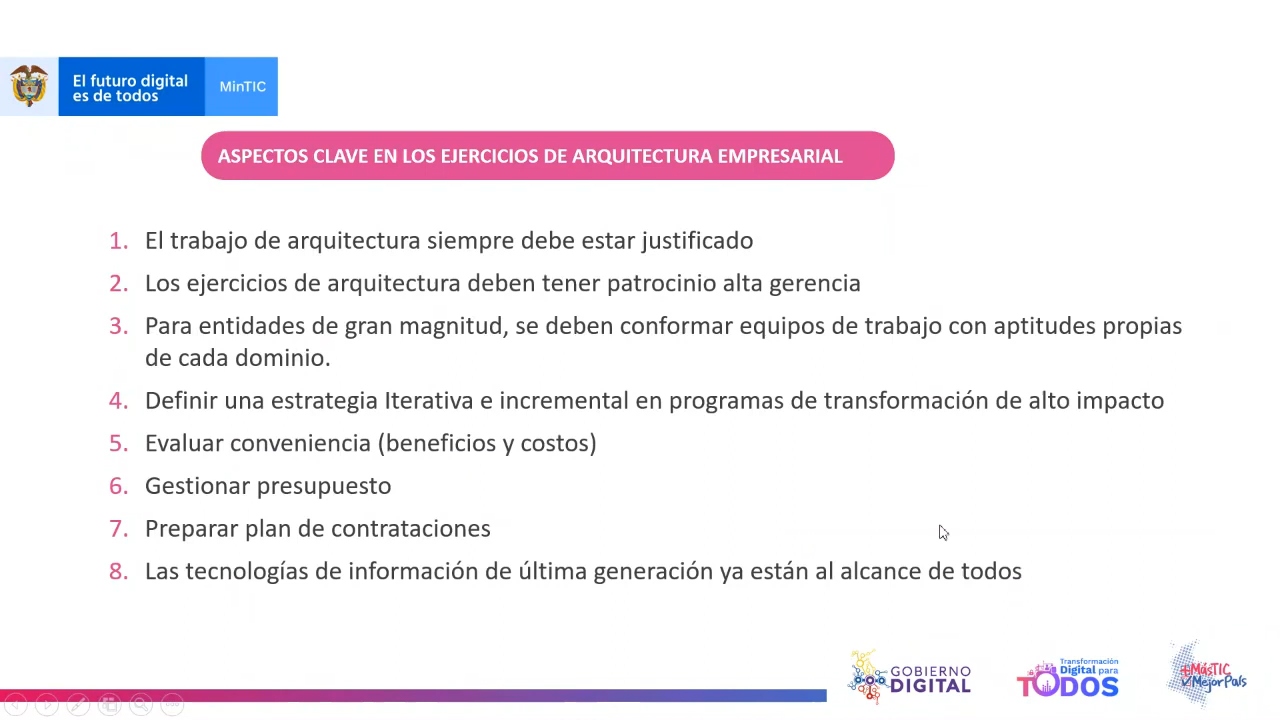 El futuro digital
es de todos
MinTIC
ASPECTOS CLAVE EN LOS EJERCICIOS DE ARQUITECTURA EMPRESARIAL
1. El trabajo de arquitectura siempre debe estar justificado
2. Los ejercicios de arquitectura deben tener patrocinio alta gerencia
3. Para entidades de gran magnitud, se deben conformar equipos de trabajo con aptitudes propias
de cada dominio.
4. Definir una estrategia Iterativa e incremental en programas de transformación de alto impacto
5. Evaluar conveniencia (beneficios y costos)
6. Gestionar presupuesto
7. Preparar plan de contrataciones
8. Las tecnologías de información de última generación ya están al alcance de todos
GOBIERNO
DIGITAL
Transformación
Digital para
TODOS
+MásTIC
✓MejorPaís